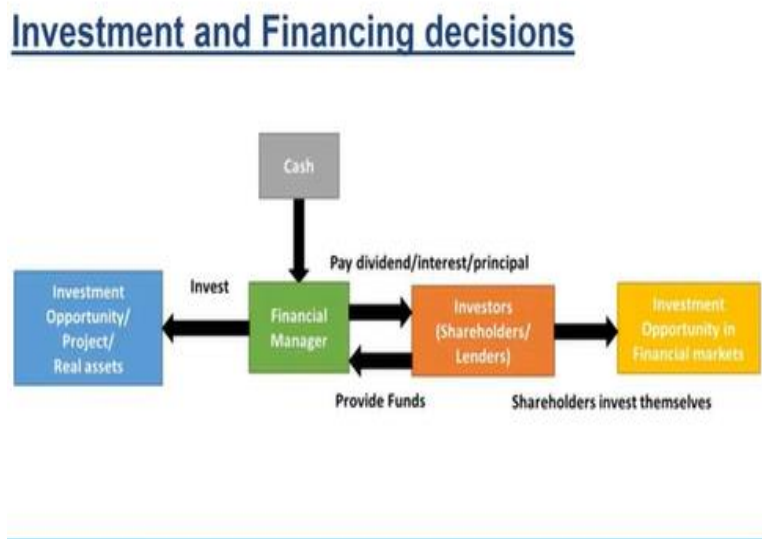 Investment and Financing decisions
Cash
Pay dividend/interest/principal
Invest
Investment
Opportunity/
Project/
Real assets
Financial
Manager
Investors
(Shareholders/
Lenders)
Investment
Opportunity in
Financial markets
Provide Funds
Shareholders invest themselves